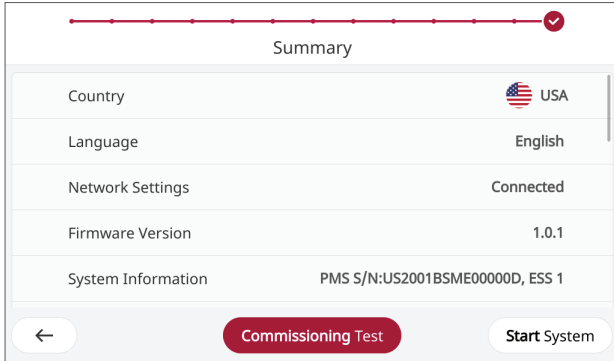 Summary
Country USA
Language English
Network Settings Connected
Firmware Version 1.0.1
System Information PMS S/N:US2001BSME00000D, ESS 1
Commissioning Test Start System